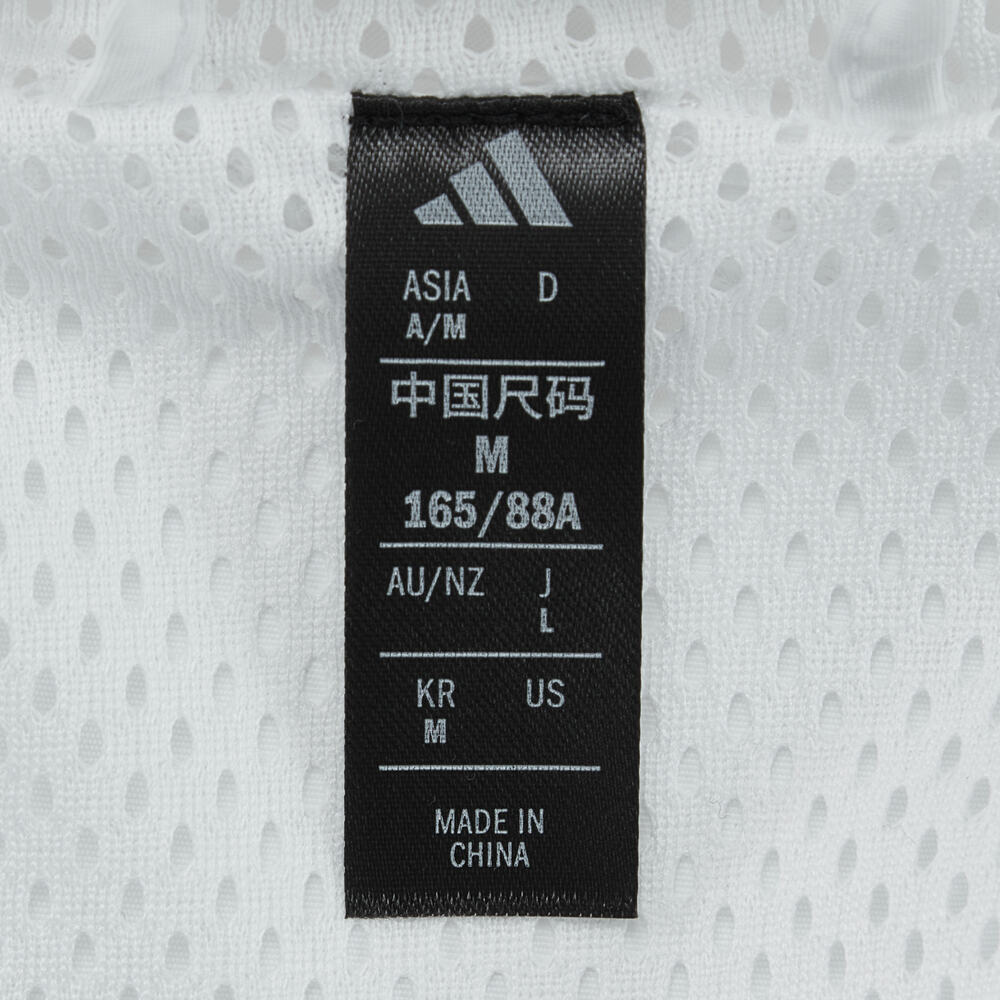 ASIA D
A/M
中国尺码
M
165/88A
AU/NZ J
L
KR US
M
MADE IN
CHINA